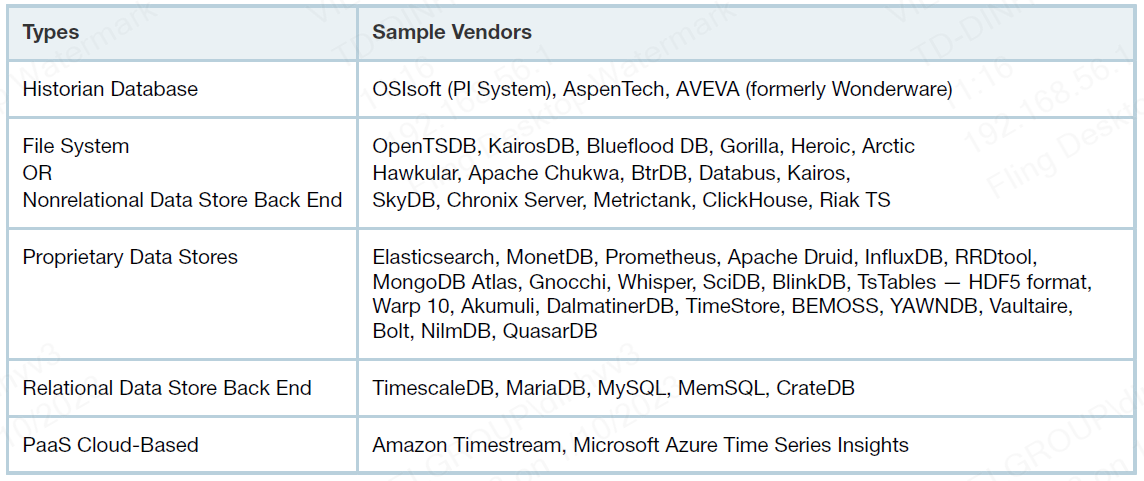 Types
Sample Vendors
Historian Database
OSIsoft (PI System), AspenTech, AVEVA (formerly Wonderware)
File System
OR
Nonrelational Data Store Back End
OpenTSDB, KairosDB, Blueflood DB, Gorilla, Heroic, Arctic
Hawkular, Apache Chukwa, BtrDB, Databus, Kairos,
SkyDB, Chronix Server, Metrictank, ClickHouse, Riak TS
Proprietary Data Stores
Elasticsearch, MonetDB, Prometheus, Apache Druid, InfluxDB, RRDtool,
MongoDB Atlas, Gnocchi, Whisper, SciDB, BlinkDB, TsTables — HDF5 format,
Warp 10, Akumuli, DalmatinerDB, TimeStore, BEMOSS, YAWNDB, Vaultaire,
Bolt, NilmDB, QuasarDB
Relational Data Store Back End
TimescaleDB, MariaDB, MySQL, MemSQL, CrateDB
PaaS Cloud-Based
Amazon Timestream, Microsoft Azure Time Series Insights